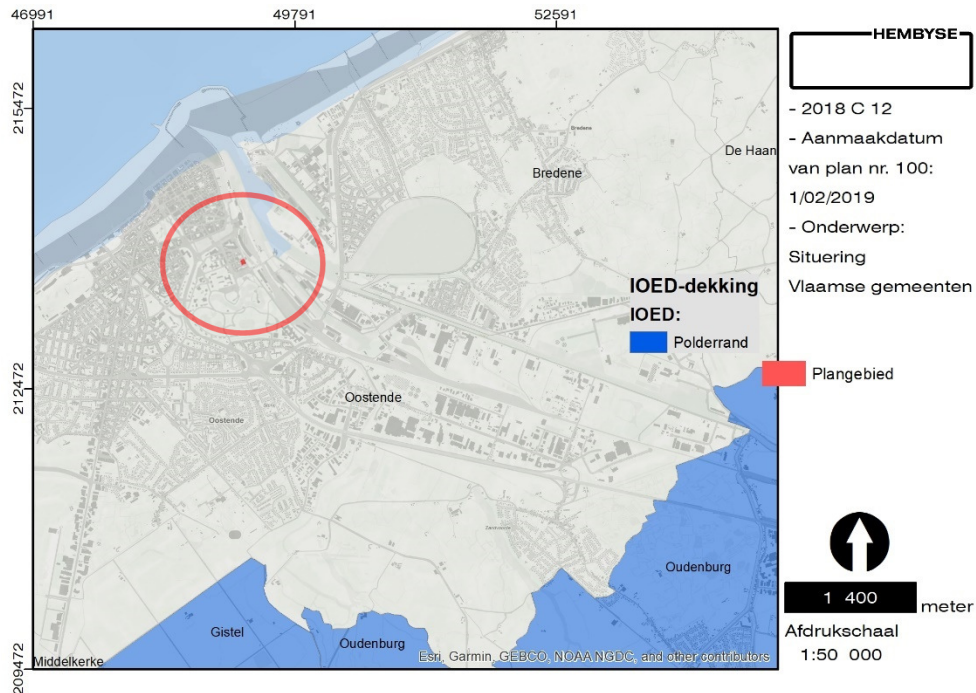 46991
49791
52591
215472
212472
209472
HEMBYSE
- 2018 C 12
- Aanmaakdatum
van plan nr. 100:
1/02/2019
- Onderwerp:
Situering
Vlaamse gemeenten
Bredene
De Haan
Bredene
IOED-dekking
IOED:
Polderrand
Plangebied
Oostende
Oostende
Oudenburg
Gistel
Oudenburg
Middelkerke
Esri, Garmin, GEBCO, NOAA NGDC, and other contributors
1 400
meter
Afdrukschaal
1:50 000